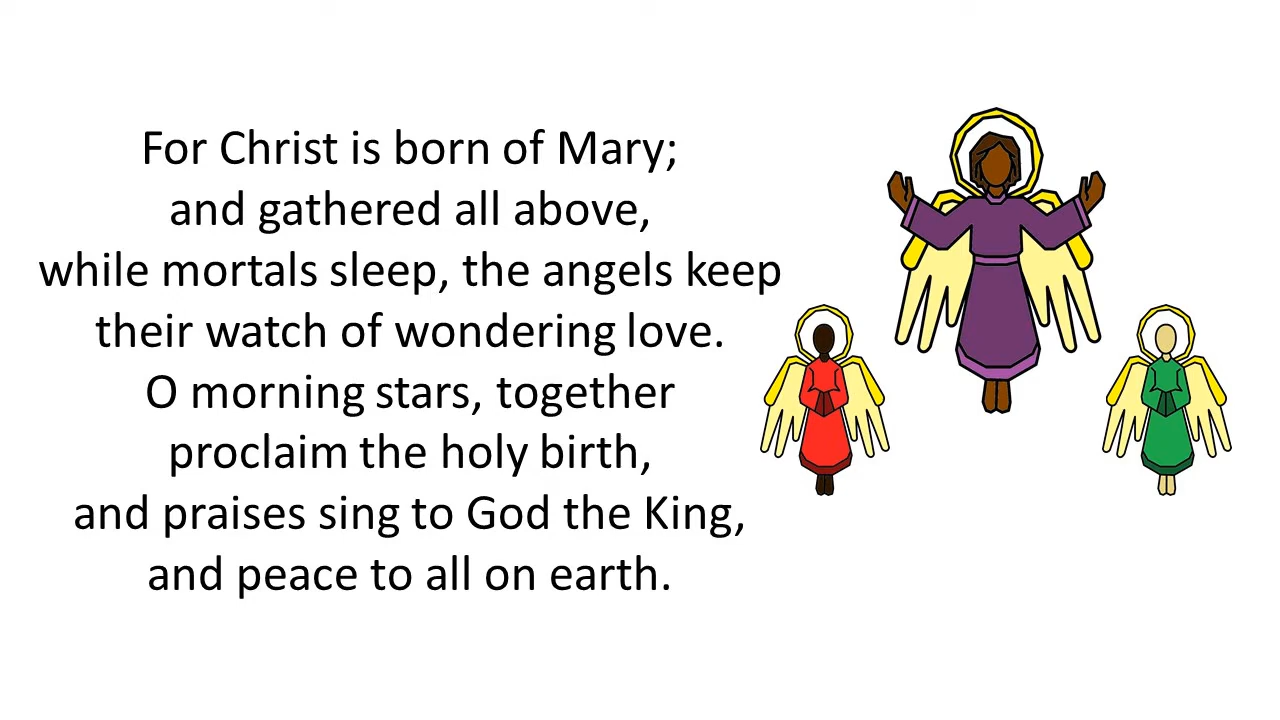 For Christ is born of Mary;
and gathered all above,
while mortals sleep, the angels keep
their watch of wondering love.
O morning stars, together
proclaim the holy birth,
and praises sing to God the King,
and peace to all on earth.